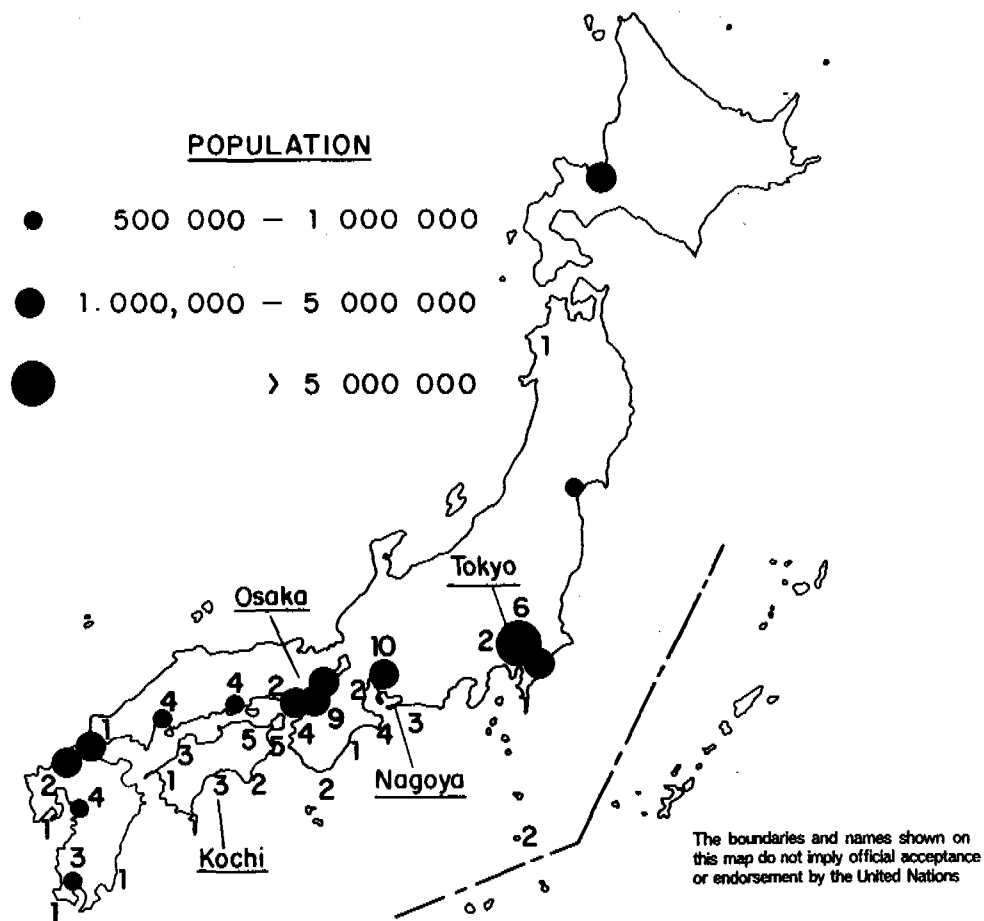 POPULATION
500 000 – 1 000 000
1.000,000 – 5 000 000
> 5 000 000
1
Tokyo
6
2
1
Osaka
10
4
4
2
2
9
4
3
1
5
5
4
1
3
2
1
3
2
2
1
4
1
Nagoya
Kochi
3
1
1
2
The boundaries and names shown on
this map do not imply official acceptance
or endorsement by the United Nations